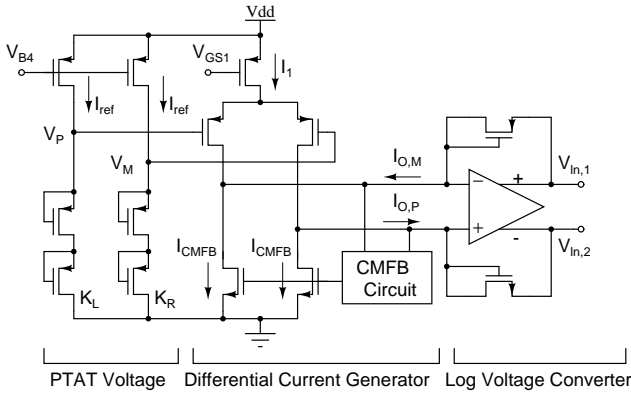 Vdd
V_B4
V_GS1
I_1
I_ref
I_ref
V_P
V_M
I_O,M
I_O,P
−
+
+
-
V_In,1
V_In,2
I_CMFB
I_CMFB
CMFB
Circuit
K_L
K_R
PTAT Voltage
Differential Current Generator
Log Voltage Converter